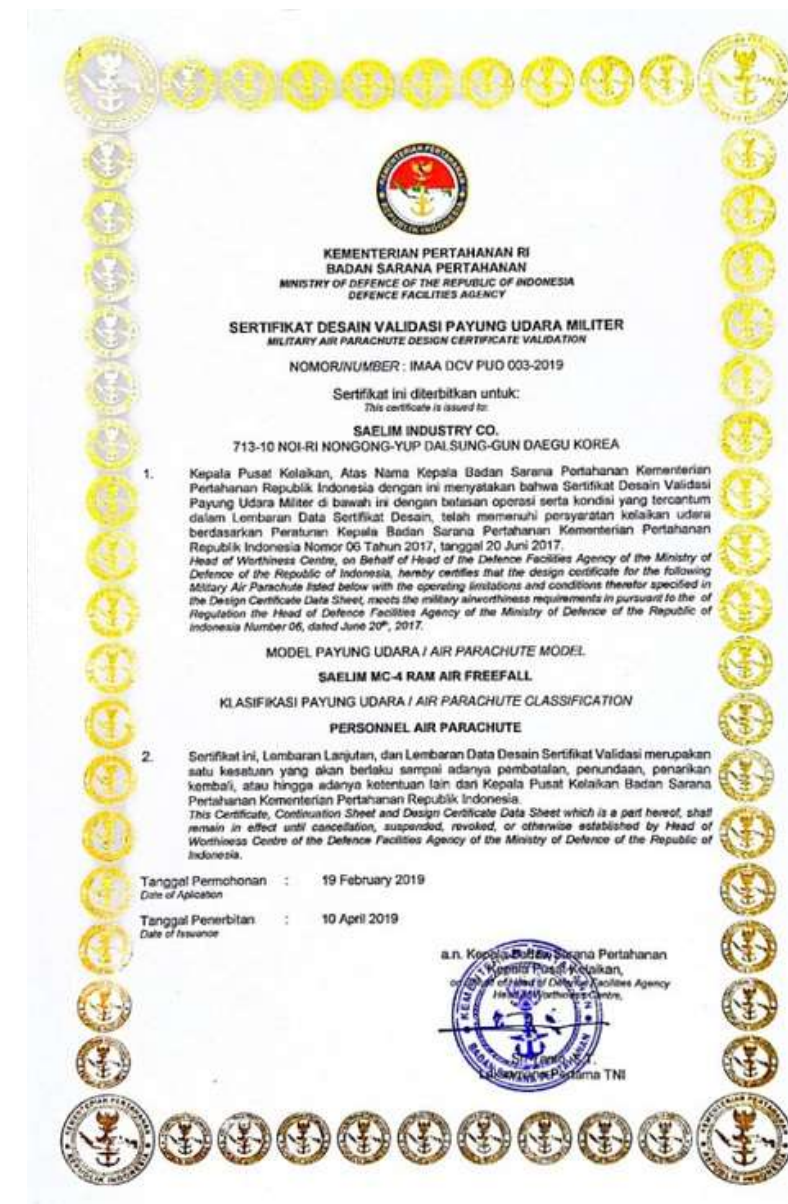 KEMENTERIAN PERTAHANAN
REPUBLIK INDONESIA
KEMENTERIAN PERTAHANAN RI
BADAN SARANA PERTAHANAN
MINISTRY OF DEFENCE OF THE REPUBLIC OF INDONESIA
DEFENCE FACILITIES AGENCY
SERTIFIKAT DESAIN VALIDASI PAYUNG UDARA MILITER
MILITARY AIR PARACHUTE DESIGN CERTIFICATE VALIDATION
NOMOR/NUMBER : IMAA DCV PUO 003-2019
Sertifikat ini diterbitkan untuk:
This certificate is issued to:
SAELIM INDUSTRY CO.
713-10 NOI-RI NONGONG-YUP DALSUNG-GUN DAEGU KOREA
1. Kepala Pusat Kelaikan, Atas Nama Kepala Badan Sarana Pertahanan Kementerian
Pertahanan Republik Indonesia dengan ini menyatakan bahwa Sertifikat Desain Validasi
Payung Udara Militer di bawah ini dengan batasan operasi serta kondisi yang tercantum
dalam Lembaran Data Sertifikat Desain, telah memenuhi persyaratan kelaikan udara
berdasarkan Peraturan Kepala Badan Sarana Pertahanan Kementerian Pertahanan
Republik Indonesia Nomor 06 Tahun 2017, tanggal 20 Juni 2017.
Head of Worthiness Centre, on Behalf of Head of the Defence Facilities Agency of the Ministry of
Defence of the Republic of Indonesia, hereby certifies that the design certificate for the following
Military Air Parachute listed below with the operating limitations and conditions therefor specified in
the Design Certificate Data Sheet, meets the military airworthiness requirements in pursuant to the of
Regulation the Head of Defence Facilities Agency of the Ministry of Defence of the Republic of
Indonesia Number 06, dated June 20th, 2017.
MODEL PAYUNG UDARA / AIR PARACHUTE MODEL
SAELIM MC-4 RAM AIR FREEFALL
KLASIFIKASI PAYUNG UDARA / AIR PARACHUTE CLASSIFICATION
PERSONNEL AIR PARACHUTE
2. Sertifikat ini, Lembaran Lanjutan, dan Lembaran Data Desain Sertifikat Validasi merupakan
satu kesatuan yang akan berlaku sampai adanya pembatalan, penundaan, penarikan
kembali, atau hingga adanya ketentuan lain dari Kepala Pusat Kelaikan Badan Sarana
Pertahanan Kementerian Pertahanan Republik Indonesia.
This Certificate, Continuation Sheet and Design Certificate Data Sheet which is a part hereof, shall
remain in effect until cancellation, suspended, revoked, or otherwise established by Head of
Worthiness Centre of the Defence Facilities Agency of the Ministry of Defence of the Republic of
Indonesia.
Tanggal Permohonan : 19 February 2019
Date of Aplication
Tanggal Penerbitan : 10 April 2019
Date of Issuance
a.n. Kepala Badan Sarana Pertahanan
Kepala Pusat Kelaikan,
of Head of Defence Facilities Agency
Head of Worthiness Centre,
KEMENTERIAN PERTAHANAN
BADAN SARANA PERTAHANAN
Laksamana Pertama TNI